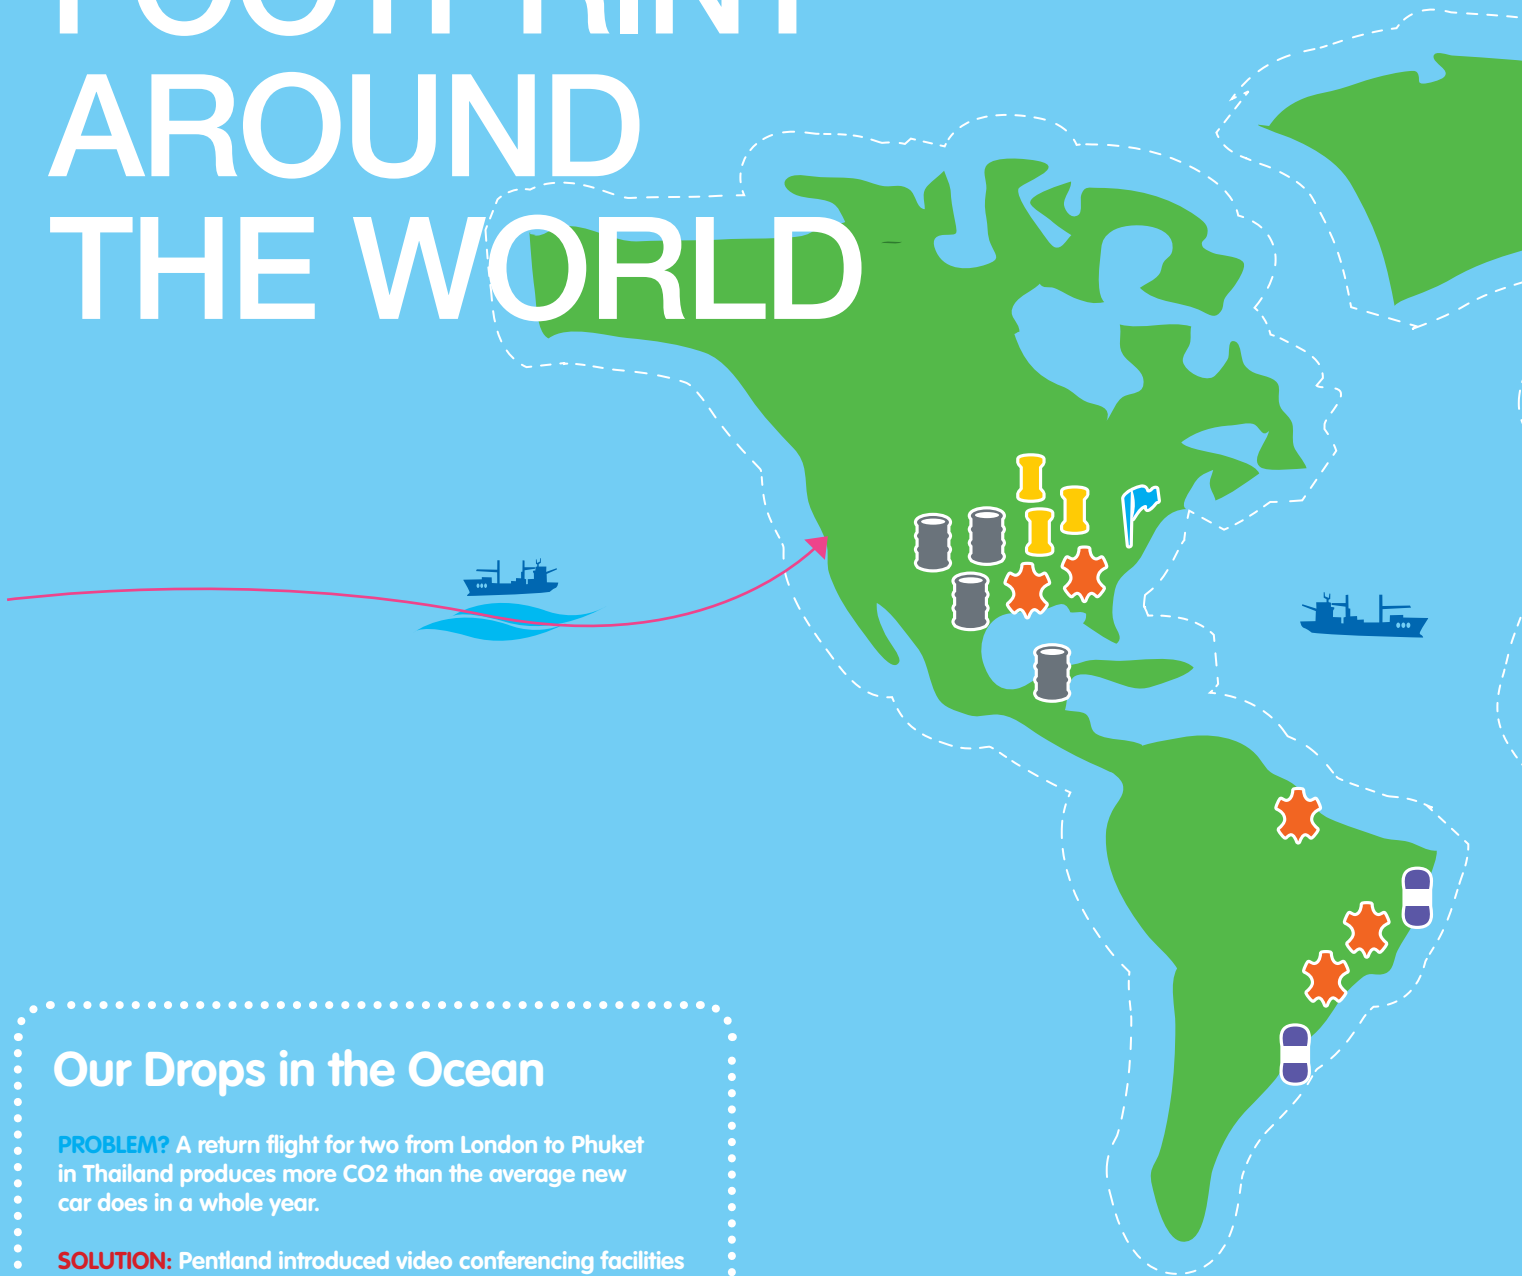 FOOTPRINT
AROUND
THE WORLD
Our Drops in the Ocean
PROBLEM? A return flight for two from London to Phuket
in Thailand produces more CO2 than the average new
car does in a whole year.
SOLUTION: Pentland introduced video conferencing facilities